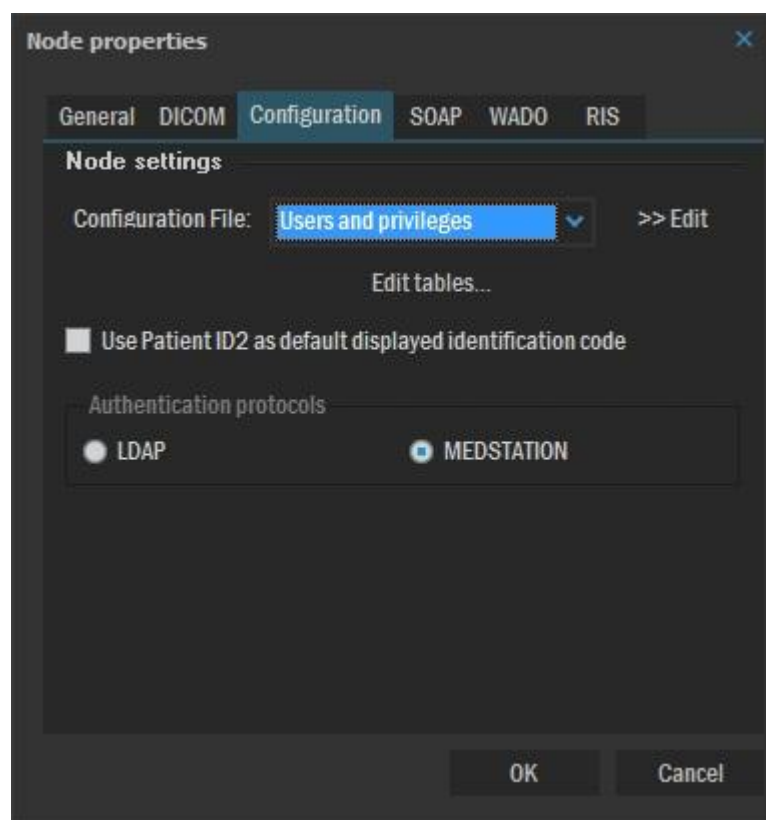 Node properties
General DICOM Configuration SOAP WADO RIS
Node settings
Configuration File: Users and privileges >> Edit
Edit tables...
Use Patient ID2 as default displayed identification code
Authentication protocols
LDAP MEDSTATION
OK Cancel